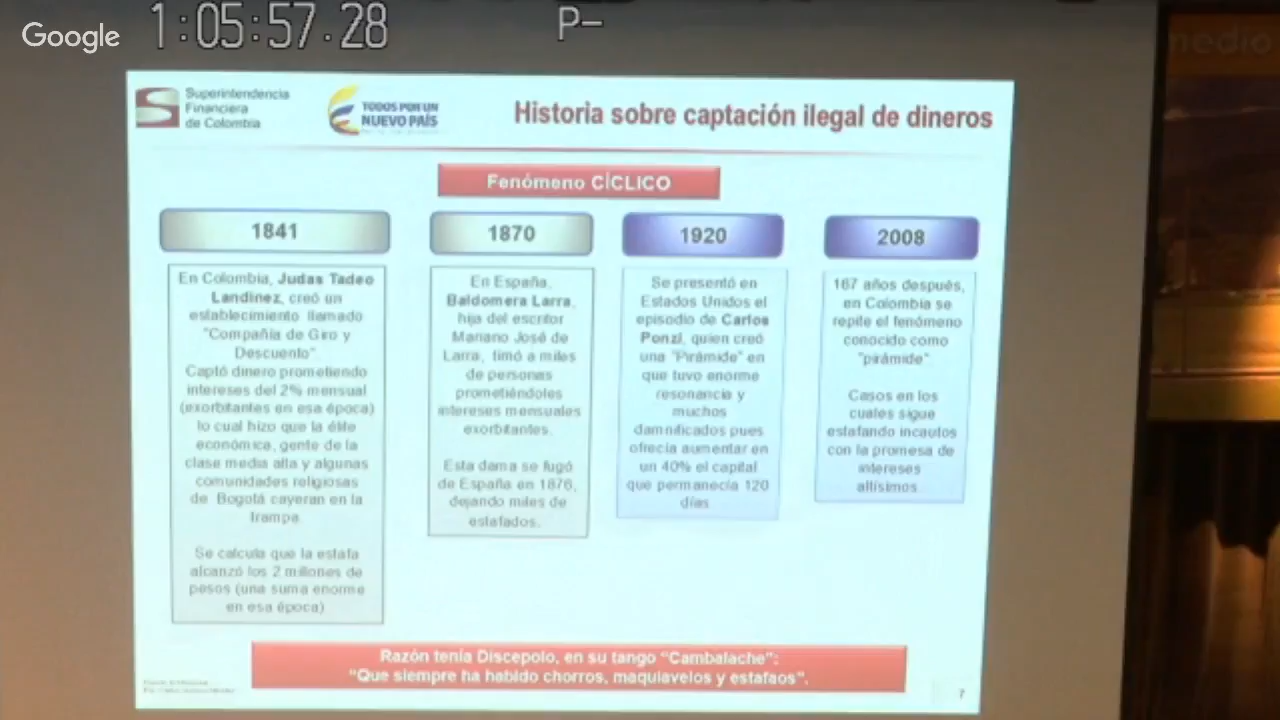 Google
1:05:57.28
P-
Superintendencia
Financiera
de Colombia
TODOS POR UN
NUEVO PAÍS
Historia sobre captación ilegal de dineros
Fenómeno CÍCLICO
1841
En Colombia, Judas Tadeo
Landinez, creó un
establecimiento llamado
"Compañía de Giro y
Descuento".
Captó dinero prometiendo
intereses del 2% mensual
(exorbitantes en esa época)
lo cual hizo que la élite
económica, gente de la
clase media alta y algunas
comunidades religiosas
de Bogotá cayeran en la
trampa.
Se calcula que la estafa
alcanzó los 2 millones de
pesos (una suma enorme
en esa época)
1870
En España,
Baldomera Larra,
hija del escritor
Mariano José de
Larra, timó a miles
de personas
prometiéndoles
intereses mensuales
exorbitantes.
Esta dama se fugó
de España en 1876,
dejando miles de
estafados.
1920
Se presentó en
Estados Unidos el
episodio de Carlos
Ponzi, quien creó
una "Pirámide" en
que tuvo enorme
resonancia y
muchos
damnificados pues
ofrecía aumentar en
un 40% el capital
que permanecía 120
días
2008
167 años después,
en Colombia se
repite el fenómeno
conocido como
"pirámide".
Casos en los
cuales sigue
estafando incautos
con la promesa de
intereses
altísimos.
Razón tenía Discepolo, en su tango "Cambalache":
"Que siempre ha habido chorros, maquiavelos y estafaos".
7